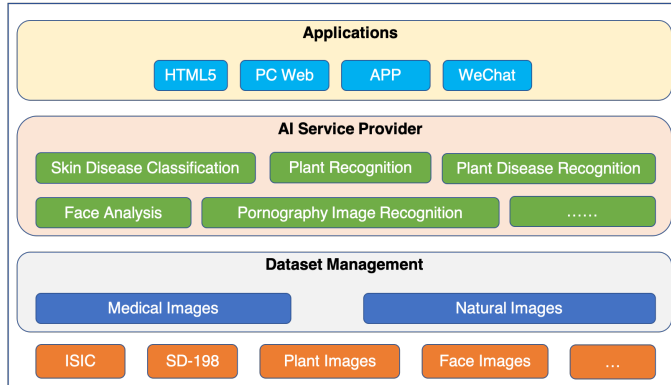 Applications
HTML5 PC Web APP WeChat
AI Service Provider
Skin Disease Classification Plant Recognition Plant Disease Recognition
Face Analysis Pornography Image Recognition ......
Dataset Management
Medical Images Natural Images
ISIC SD-198 Plant Images Face Images ...